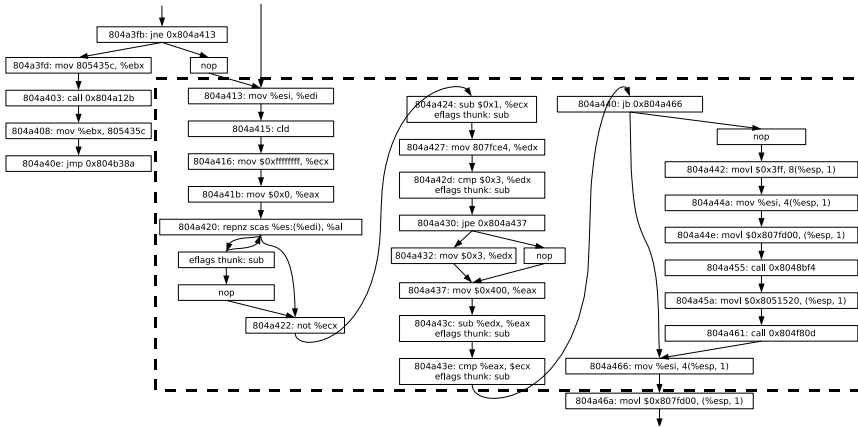 804a3fb: jne 0x804a413
804a3fd: mov 805435c, %ebx
nop
804a403: call 0x804a12b
804a408: mov %ebx, 805435c
804a40e: jmp 0x804b38a
804a413: mov %esi, %edi
804a415: cld
804a416: mov $0xffffffff, %ecx
804a41b: mov $0x0, %eax
804a420: repnz scas %es:(%edi), %al
eflags thunk: sub
nop
804a422: not %ecx
804a424: sub $0x1, %ecx
eflags thunk: sub
804a427: mov 807fce4, %edx
804a42d: cmp $0x3, %edx
eflags thunk: sub
804a430: jpe 0x804a437
804a432: mov $0x3, %edx
nop
804a437: mov $0x400, %eax
804a43c: sub %edx, %eax
eflags thunk: sub
804a43e: cmp %eax, $ecx
eflags thunk: sub
804a440: jb 0x804a466
nop
804a442: movl $0x3ff, 8(%esp, 1)
804a44a: mov %esi, 4(%esp, 1)
804a44e: movl $0x807fd00, (%esp, 1)
804a455: call 0x8048bf4
804a45a: movl $0x8051520, (%esp, 1)
804a461: call 0x804f80d
804a466: mov %esi, 4(%esp, 1)
804a46a: movl $0x807fd00, (%esp, 1)